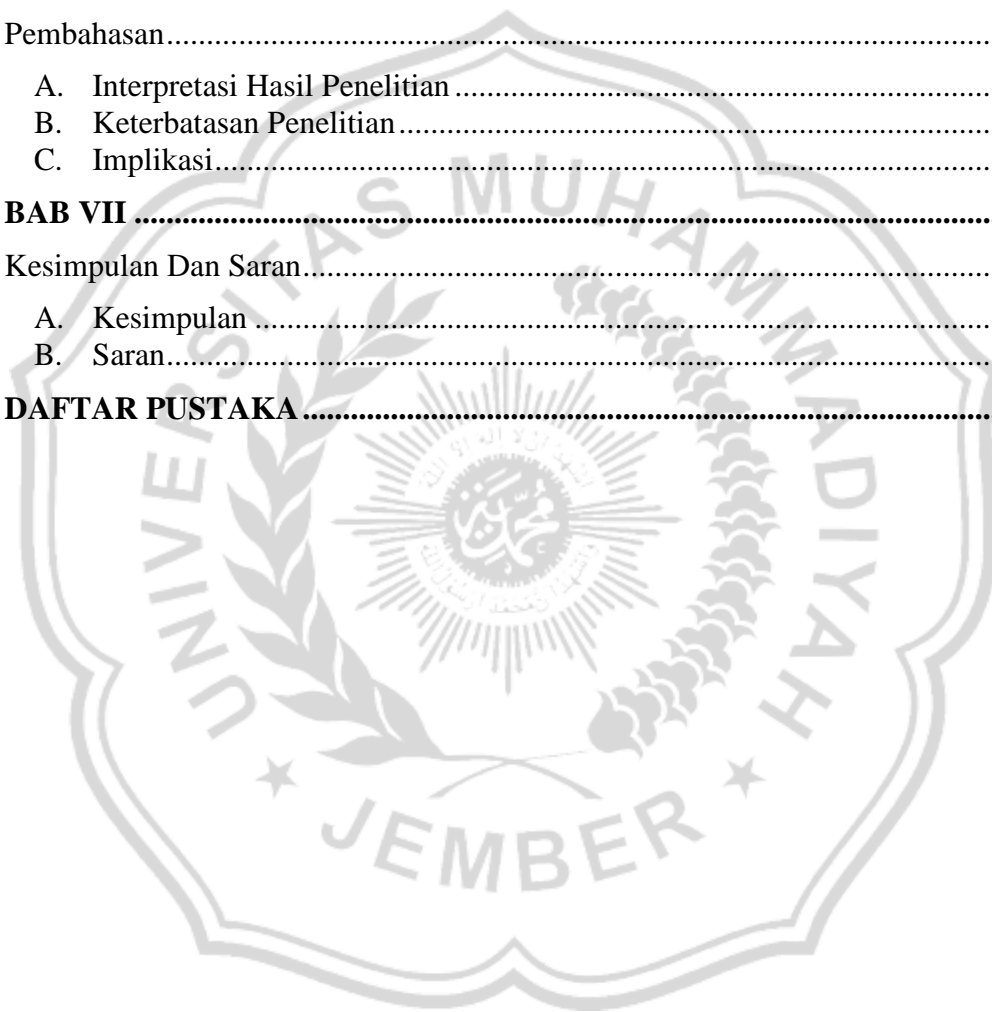 Pembahasan................................................................................................
A. Interpretasi Hasil Penelitian................................................................
B. Keterbatasan Penelitian................................................................
C. Implikasi................................................................
BAB VII................................................................
Kesimpulan Dan Saran................................................................
A. Kesimpulan................................................................
B. Saran................................................................
DAFTAR PUSTAKA................................................................
UNIVERSITAS MUHAMMADIYAH
JEMBER